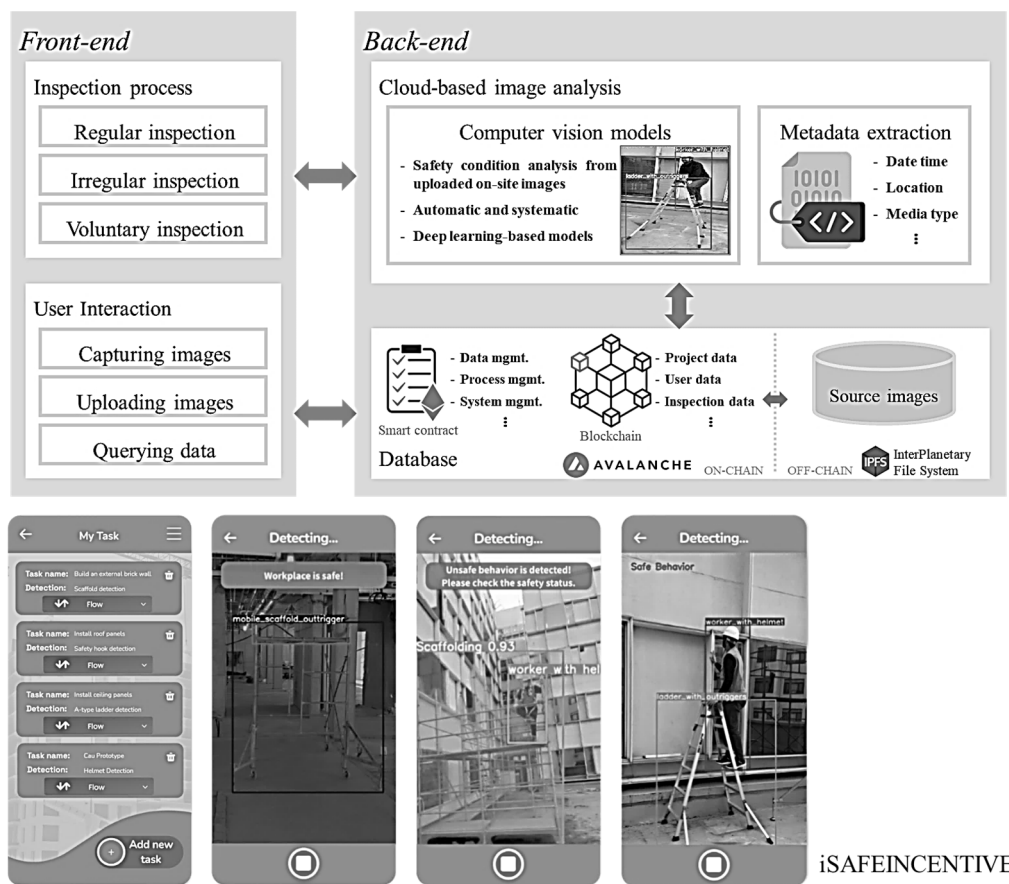 Front-end
Inspection process
Regular inspection
Irregular inspection
Voluntary inspection
User Interaction
Capturing images
Uploading images
Querying data
Back-end
Cloud-based image analysis
Computer vision models
- Safety condition analysis from
uploaded on-site images
- Automatic and systematic
- Deep learning-based models
worker_with_helmet
ladder_with_outriggers
Metadata extraction
10101
01010
</>
- Date time
- Location
- Media type
⋮
- Data mgmt.
- Process mgmt.
- System mgmt.
⋮
Smart contract
Blockchain
- Project data
- User data
- Inspection data
⋮
Source images
Database
AVALANCHE
ON-CHAIN
OFF-CHAIN
IPFS
InterPlanetary
File System
My Task
Task name: Build an external brick wall
Detection: Scaffold detection
Flow
Task name: Install roof panels
Detection: Safety hook detection
Flow
Task name: Install ceiling panels
Detection: A-type ladder detection
Flow
Task name: Cau Prototype
Detection: Helmet Detection
Flow
+ Add new
task
Detecting...
Workplace is safe!
mobile_scaffold_outtrigger
Detecting...
Unsafe behavior is detected!
Please check the safety status.
Scaffolding 0.93
worker_with_hel
Detecting...
Safe Behavior
worker_with_helmet
ladder_with_outriggers
iSAFEINCENTIVE